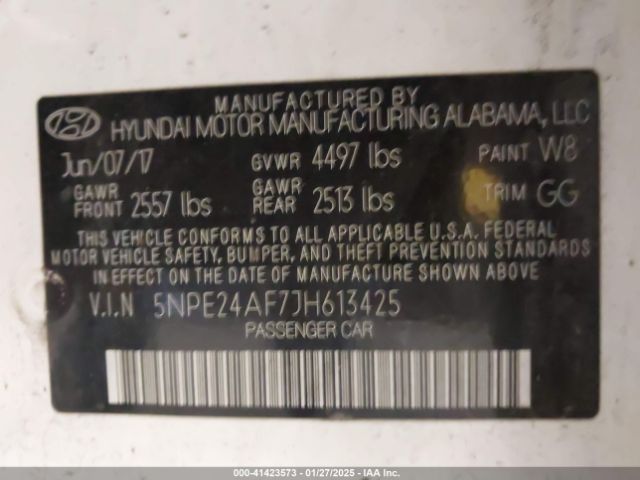 MANUFACTURED BY
HYUNDAI MOTOR MANUFACTURING ALABAMA, LLC
Jun/07/17 GVWR 4497 lbs PAINT W8
GAWR FRONT 2557 lbs GAWR REAR 2513 lbs TRIM GG
THIS VEHICLE CONFORMS TO ALL APPLICABLE U.S.A. FEDERAL
MOTOR VEHICLE SAFETY, BUMPER, AND THEFT PREVENTION STANDARDS
IN EFFECT ON THE DATE OF MANUFACTURE SHOWN ABOVE
V.I.N 5NPE24AF7JH613425
PASSENGER CAR
000-41423573 - 01/27/2025 - IAA Inc.